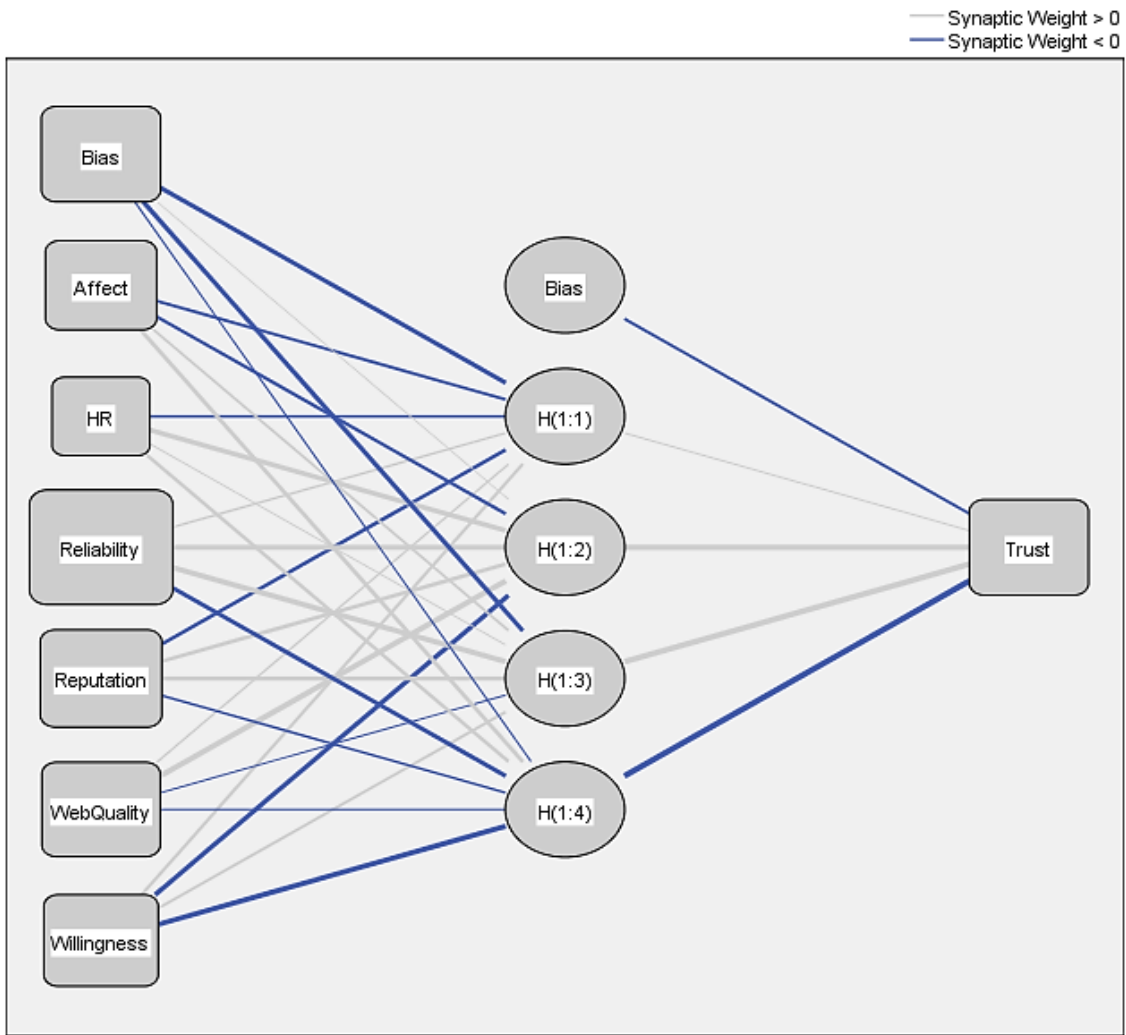 Synaptic Weight > 0
Synaptic Weight < 0
Bias
Affect
HR
Reliability
Reputation
WebQuality
Willingness
Bias
H(1:1)
H(1:2)
H(1:3)
H(1:4)
Trust